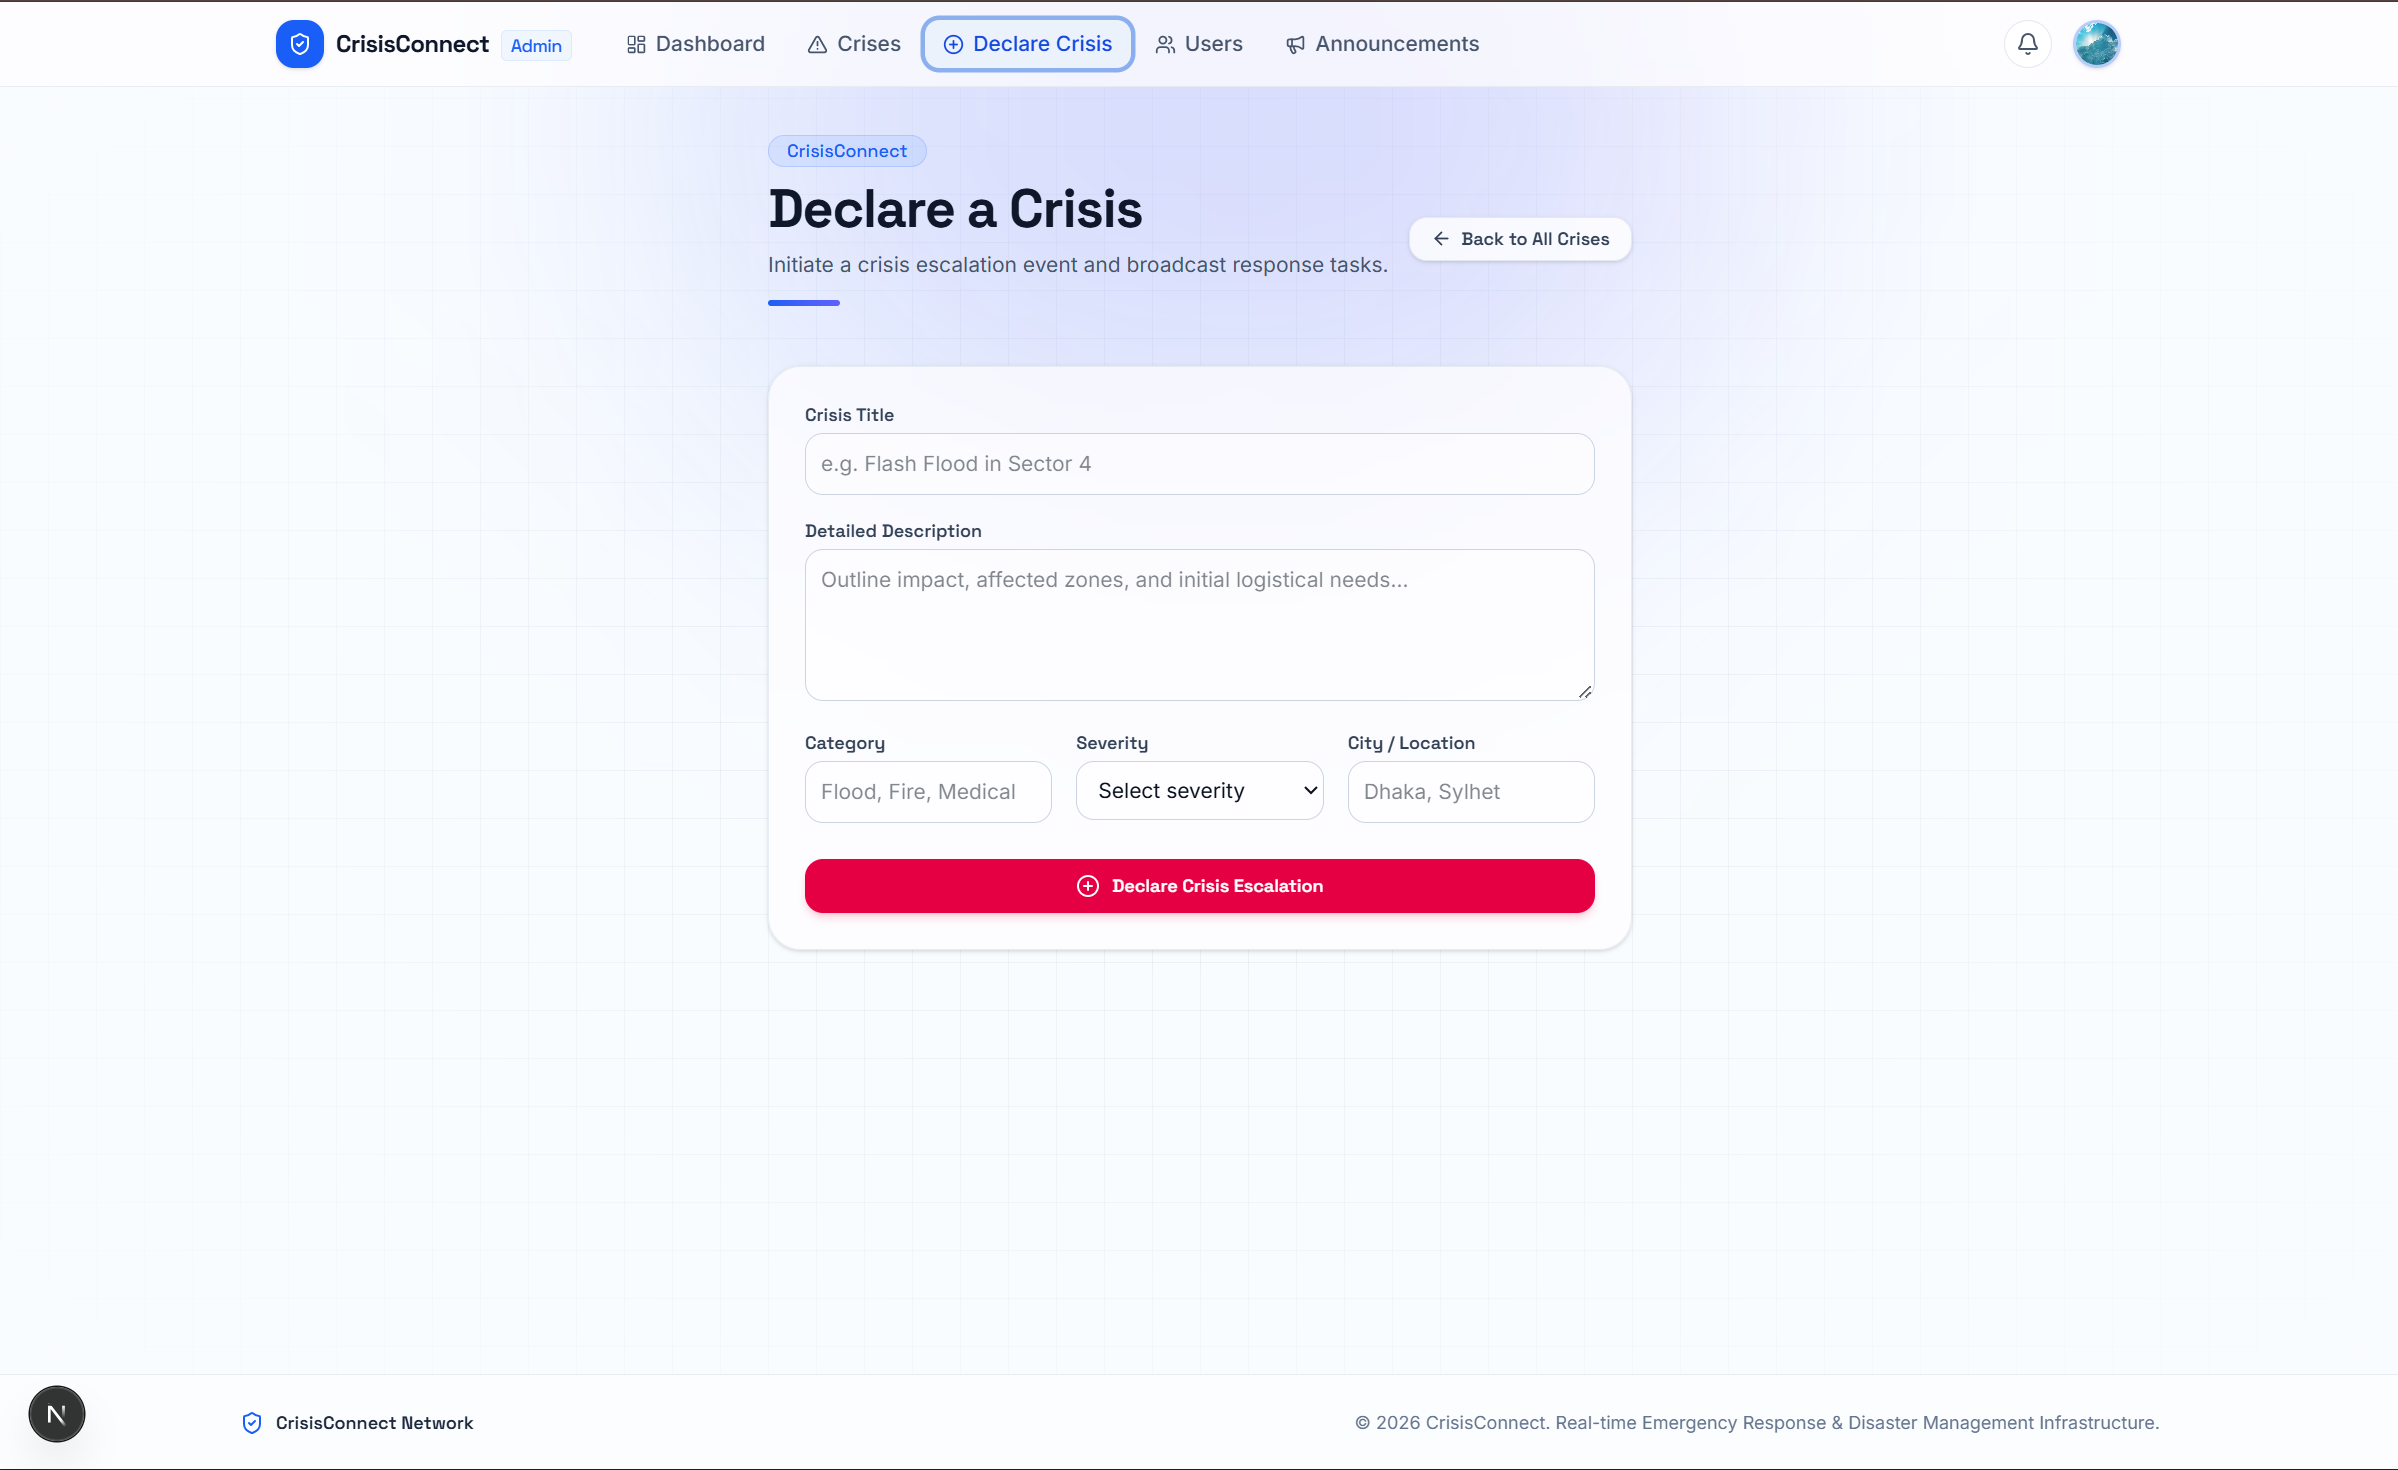 CrisisConnect Admin Dashboard Crises Declare Crisis Users Announcements
CrisisConnect
Declare a Crisis
Initiate a crisis escalation event and broadcast response tasks.
Back to All Crises
Crisis Title
e.g. Flash Flood in Sector 4
Detailed Description
Outline impact, affected zones, and initial logistical needs...
Category Severity City / Location
Flood, Fire, Medical Select severity Dhaka, Sylhet
Declare Crisis Escalation
N
CrisisConnect Network © 2026 CrisisConnect. Real-time Emergency Response & Disaster Management Infrastructure.